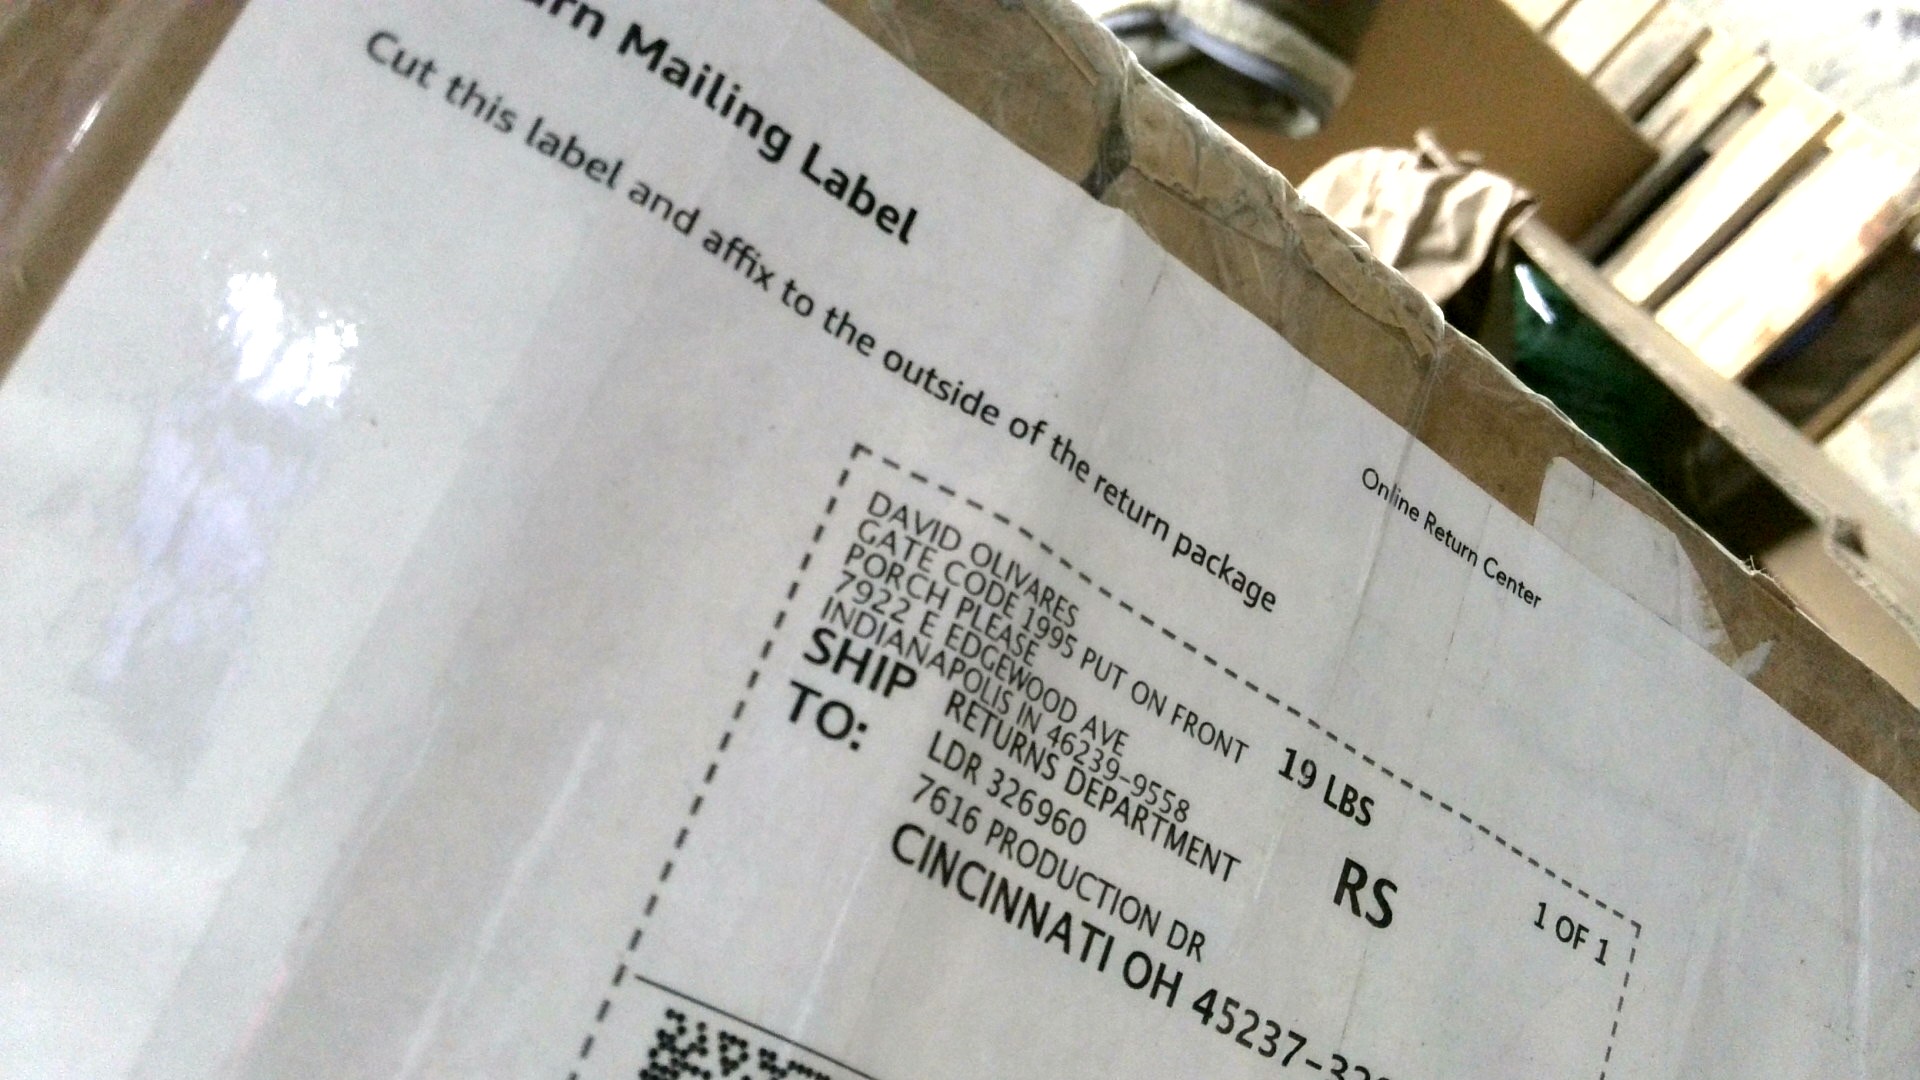 Mailing Label
Cut this label and affix to the outside of the return package
Online Return Center
DAVID OLIVARES
GATE CODE 1995 PUT ON FRONT
PORCH PLEASE
7922 E EDGEWOOD AVE
INDIANAPOLIS IN 46239-9558
19 LBS
1 OF 1
SHIP
TO:
RETURNS DEPARTMENT
LDR 326960
7616 PRODUCTION DR
RS
CINCINNATI OH 45237